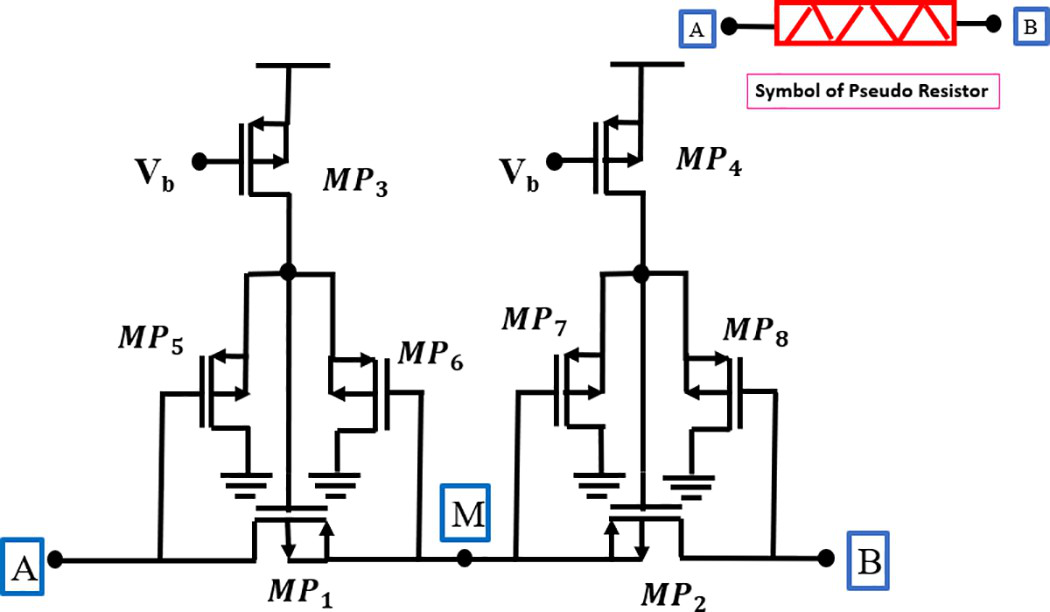 A B
Symbol of Pseudo Resistor
V_b MP_3 V_b MP_4
MP_5 MP_6 MP_7 MP_8
M
A B
MP_1 MP_2